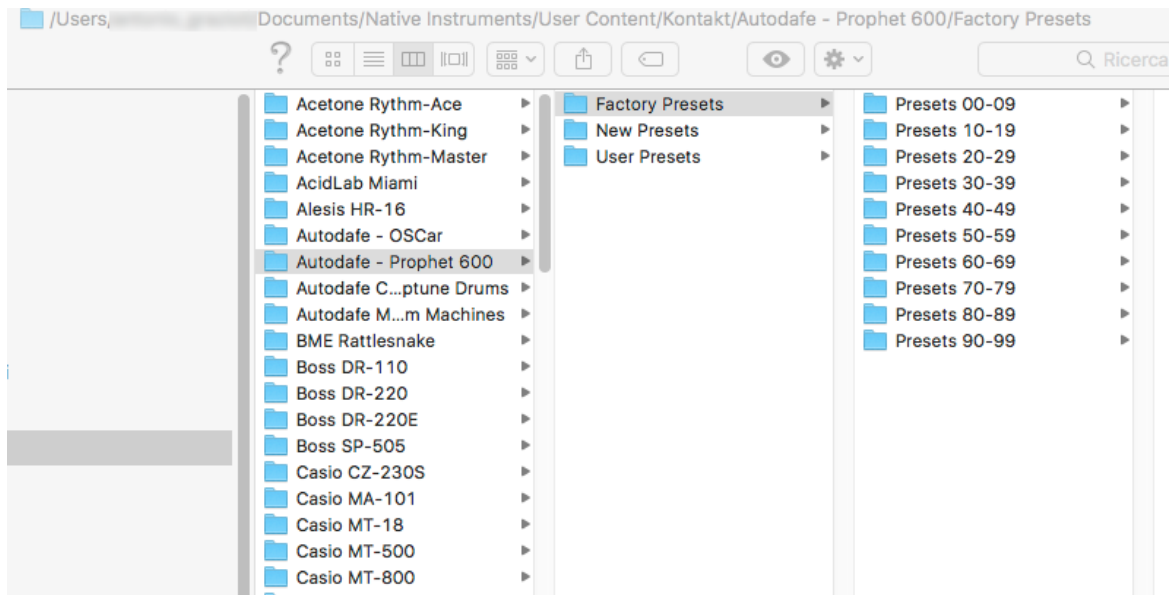 /Users/ Documents/Native Instruments/User Content/Kontakt/Autodafe - Prophet 600/Factory Presets
?
Ricerca
Acetone Rythm-Ace
Acetone Rythm-King
Acetone Rythm-Master
AcidLab Miami
Alesis HR-16
Autodafe - OSCar
Autodafe - Prophet 600
Autodafe C...ptune Drums
Autodafe M...m Machines
BME Rattlesnake
Boss DR-110
Boss DR-220
Boss DR-220E
Boss SP-505
Casio CZ-230S
Casio MA-101
Casio MT-18
Casio MT-500
Casio MT-800
Factory Presets
New Presets
User Presets
Presets 00-09
Presets 10-19
Presets 20-29
Presets 30-39
Presets 40-49
Presets 50-59
Presets 60-69
Presets 70-79
Presets 80-89
Presets 90-99